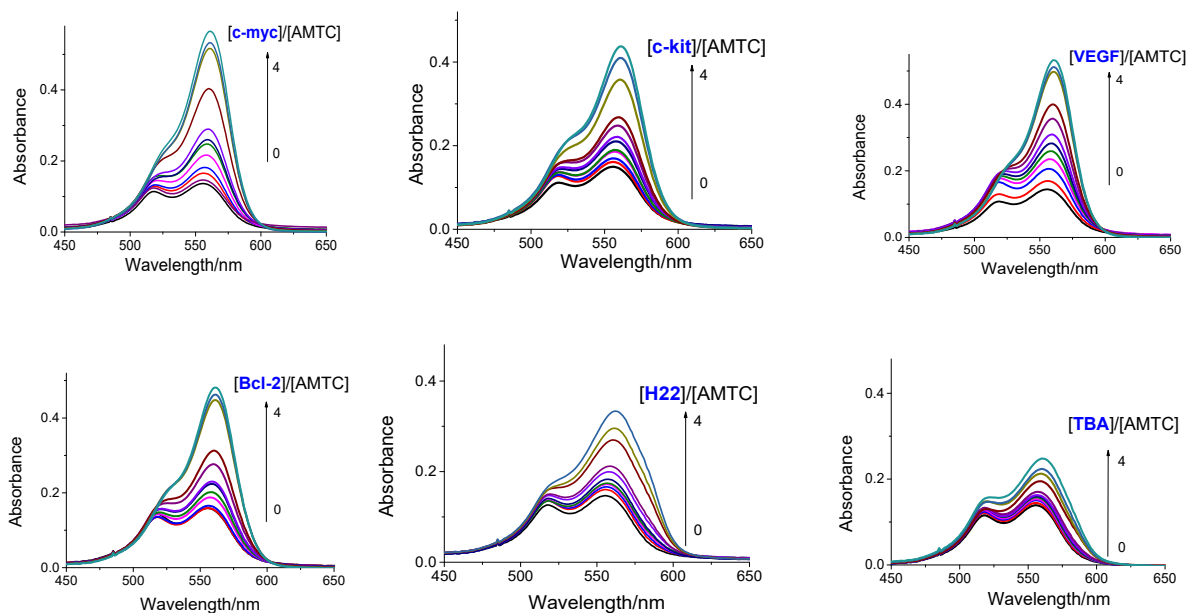 [c-myc]/[AMTC]
4
0
Absorbance
0.4
0.2
0.0
450 500 550 600 650
Wavelength/nm
[c-kit]/[AMTC]
4
0
Absorbance
0.4
0.2
0.0
450 500 550 600 650
Wavelength/nm
[VEGF]/[AMTC]
4
0
Absorbance
0.4
0.2
0.0
450 500 550 600 650
Wavelength/nm
[Bcl-2]/[AMTC]
4
0
Absorbance
0.4
0.2
0.0
450 500 550 600 650
Wavelength/nm
[H22]/[AMTC]
4
0
Absorbance
0.4
0.2
0.0
450 500 550 600 650
Wavelength/nm
[TBA]/[AMTC]
4
0
Absorbance
0.4
0.2
0.0
450 500 550 600 650
Wavelength/nm